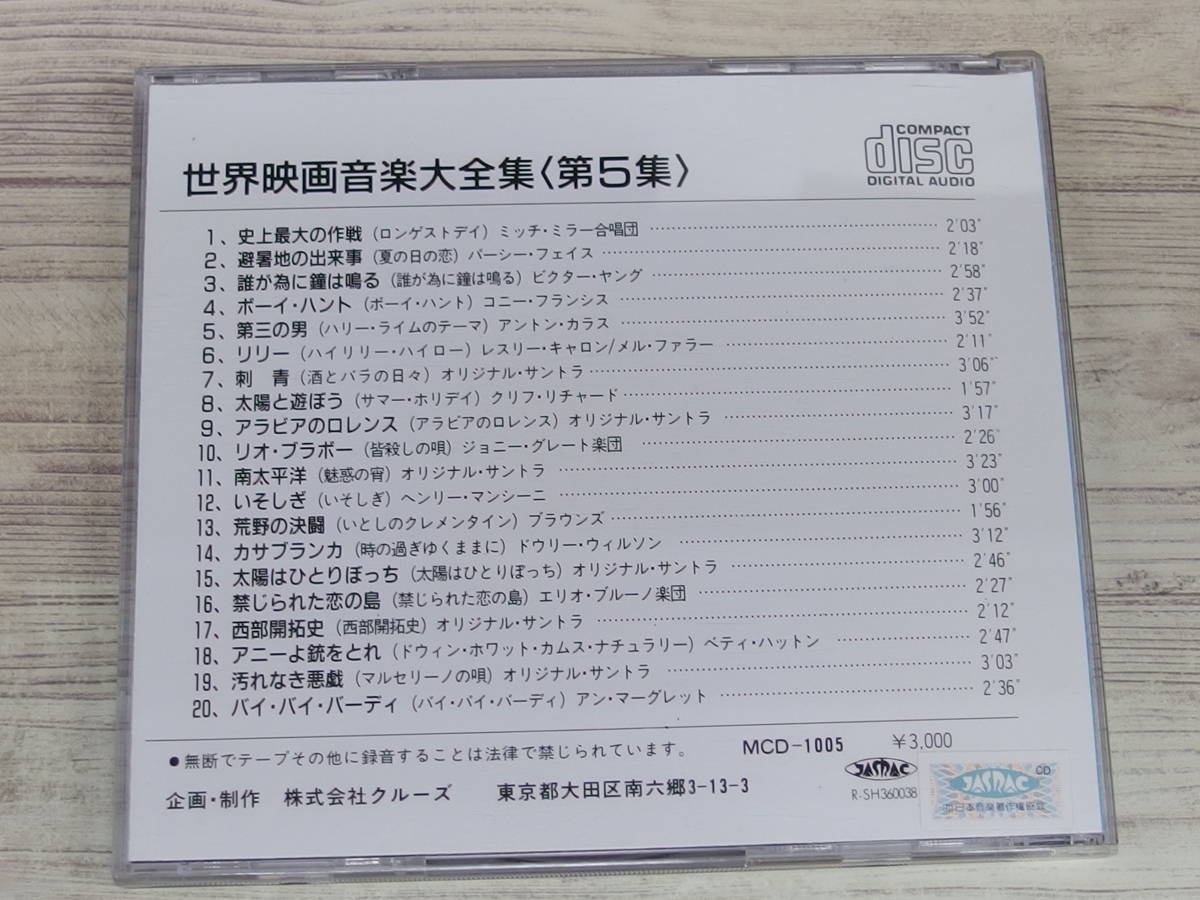 COMPACT
disc
DIGITAL AUDIO
世界映画音楽大全集〈第5集〉
1、史上最大の作戦（ロンゲストデイ）ミッチ・ミラー合唱団 2'03"
2、避暑地の出来事（夏の日の恋）パーシー・フェイス 2'18"
3、誰が為に鐘は鳴る（誰が為に鐘は鳴る）ビクター・ヤング 2'58"
4、ボーイ・ハント（ボーイ・ハント）コニー・フランシス 2'37"
5、第三の男（ハリー・ライムのテーマ）アントン・カラス 3'52"
6、リリー（ハイリリー・ハイロー）レスリー・キャロン/メル・ファラー 2'11"
7、刺　青（酒とバラの日々）オリジナル・サントラ 3'06"
8、太陽と遊ぼう（サマー・ホリデイ）クリフ・リチャード 1'57"
9、アラビアのロレンス（アラビアのロレンス）オリジナル・サントラ 3'17"
10、リオ・ブラボー（皆殺しの唄）ジョニー・グレート楽団 2'26"
11、南太平洋（魅惑の宵）オリジナル・サントラ 3'23"
12、いそしぎ（いそしぎ）ヘンリー・マンシーニ 3'00"
13、荒野の決闘（いとしのクレメンタイン）ブラウンズ 1'56"
14、カサブランカ（時の過ぎゆくままに）ドウリー・ウィルソン 3'12"
15、太陽はひとりぼっち（太陽はひとりぼっち）オリジナル・サントラ 2'46"
16、禁じられた恋の島（禁じられた恋の島）エリオ・ブルーノ楽団 2'27"
17、西部開拓史（西部開拓史）オリジナル・サントラ 2'12"
18、アニーよ銃をとれ（ドウィン・ホワット・カムス・ナチュラリー）ベティ・ハットン 2'47"
19、汚れなき悪戯（マルセリーノの唄）オリジナル・サントラ 3'03"
20、バイ・バイ・バーディ（バイ・バイ・バーディ）アン・マーグレット 2'36"
●無断でテープその他に録音することは法律で禁じられています。 MCD-1005 ￥3,000
企画・制作　株式会社クルーズ　東京都大田区南六郷3-13-3
JASRAC
R-SH360038
CD
JASRAC
(社)日本音楽著作権協会